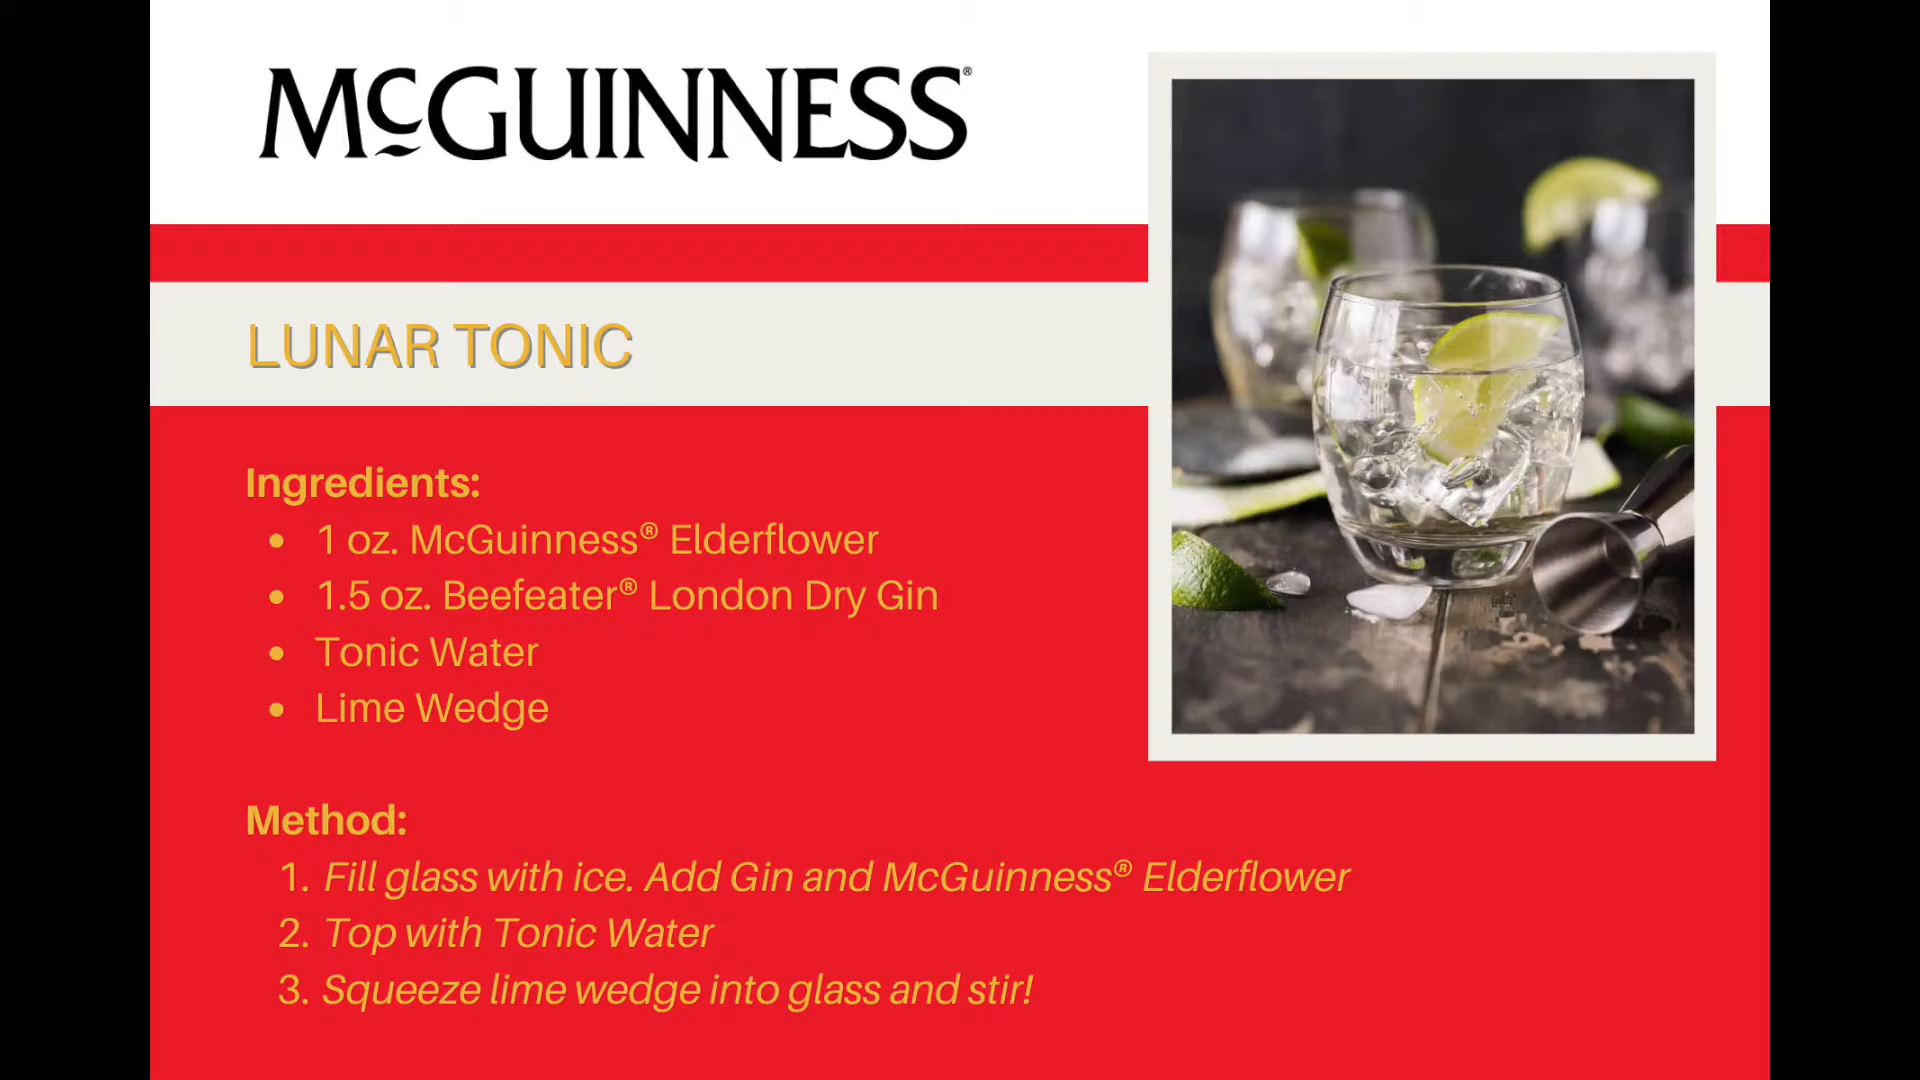 McGUINNESS®
LUNAR TONIC
Ingredients:
• 1 oz. McGuinness® Elderflower
• 1.5 oz. Beefeater® London Dry Gin
• Tonic Water
• Lime Wedge
Method:
1. Fill glass with ice. Add Gin and McGuinness® Elderflower
2. Top with Tonic Water
3. Squeeze lime wedge into glass and stir!